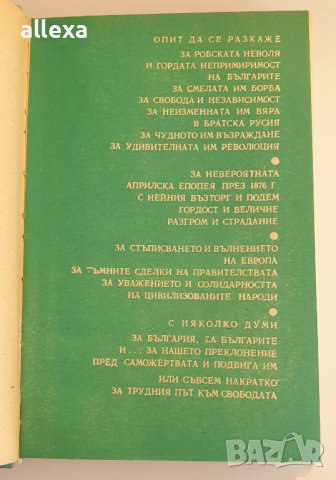 allexa
ОПИТ ДА СЕ РАЗКАЖЕ
ЗА РОБСКАТА НЕВОЛЯ
И ГОРДАТА НЕПРИМИРИМОСТ
НА БЪЛГАРИТЕ
ЗА СМЕЛАТА ИМ БОРБА
ЗА СВОБОДА И НЕЗАВИСИМОСТ
ЗА НЕИЗМЕННАТА ИМ ВЯРА
В БРАТСКА РУСИЯ
ЗА ЧУДНОТО ИМ ВЪЗРАЖДАНЕ
ЗА УДИВИТЕЛНАТА ИМ РЕВОЛЮЦИЯ
ЗА НЕВЕРОЯТНАТА
АПРИЛСКА ЕПОПЕЯ ПРЕЗ 1876 Г.
С НЕЙНИЯ ВЪЗТОРГ И ПОДЕМ
ГОРДОСТ И ВЕЛИЧИЕ
РАЗГРОМ И СТРАДАНИЕ
ЗА СТЪПИСВАНЕТО И ВЪЛНЕНИЕТО
НА ЕВРОПА
ЗА ТЪМНИТЕ СДЕЛКИ НА ПРАВИТЕЛСТВАТА
ЗА УВАЖЕНИЕТО И СОЛИДАРНОСТТА
НА ЦИВИЛИЗОВАНИТЕ НАРОДИ
С НЯКОЛКО ДУМИ
ЗА БЪЛГАРИЯ, ЗА БЪЛГАРИТЕ
И... ЗА НАШЕТО ПРЕКЛОНЕНИЕ
ПРЕД САМОЖЕРТВАТА И ПОДВИГА ИМ
ИЛИ СЪВСЕМ НАКРАТКО
ЗА ТРУДНИЯ ПЪТ КЪМ СВОБОДАТА
BAZAR